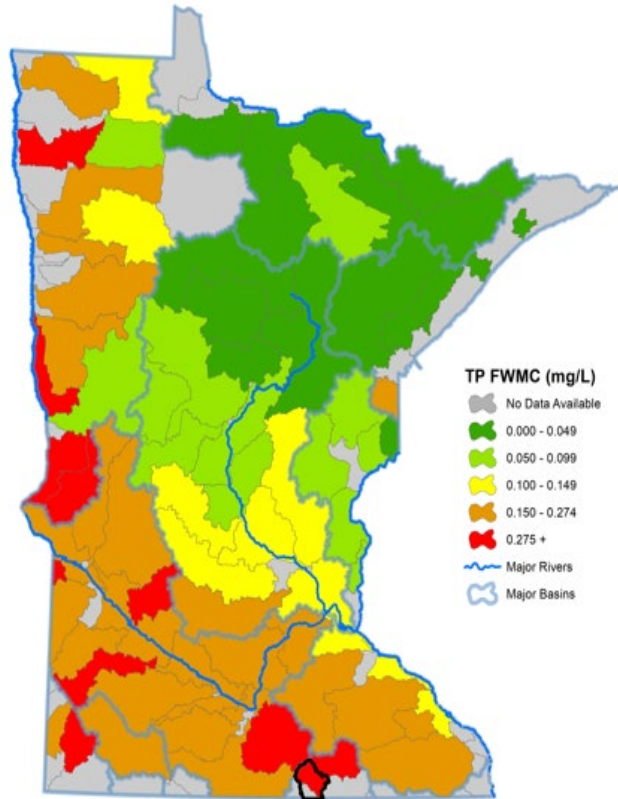 TP FWMC (mg/L)
No Data Available
0.000 - 0.049
0.050 - 0.099
0.100 - 0.149
0.150 - 0.274
0.275 +
Major Rivers
Major Basins